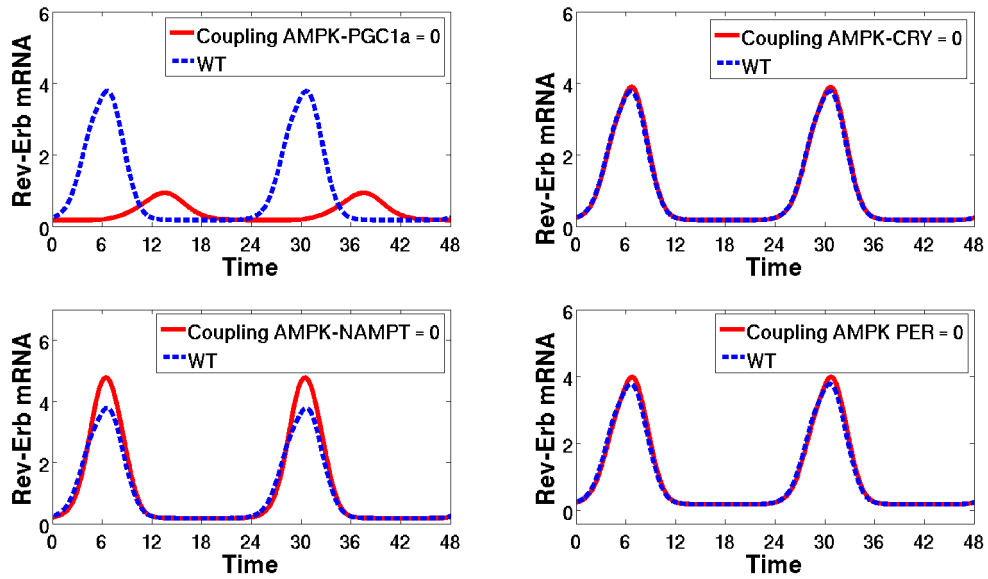 6
4
2
0
Rev-Erb mRNA
Coupling AMPK-PGC1a = 0
WT
0 6 12 18 24 30 36 42 48
Time
6
4
2
0
Rev-Erb mRNA
Coupling AMPK-CRY = 0
WT
0 6 12 18 24 30 36 42 48
Time
6
4
2
0
Rev-Erb mRNA
Coupling AMPK-NAMPT = 0
WT
0 6 12 18 24 30 36 42 48
Time
6
4
2
0
Rev-Erb mRNA
Coupling AMPK PER = 0
WT
0 6 12 18 24 30 36 42 48
Time